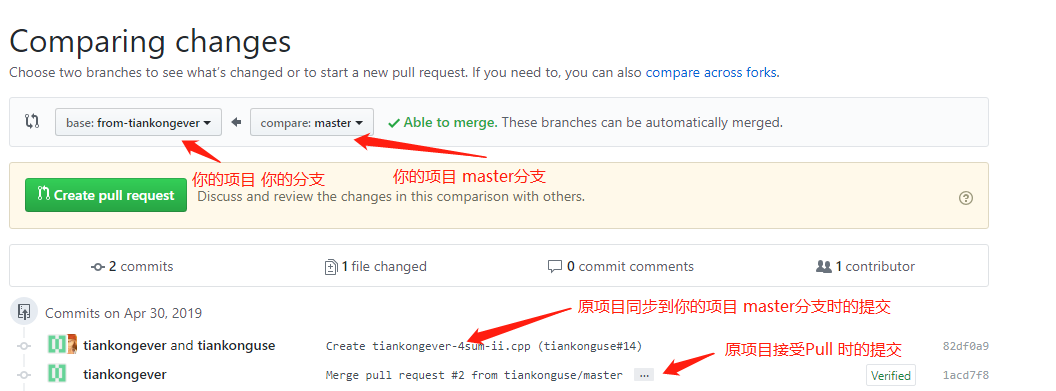 Comparing changes
Choose two branches to see what's changed or to start a new pull request. If you need to, you can also compare across forks.
base: from-tiankongever compare: master Able to merge. These branches can be automatically merged.
你的项目 你的分支 你的项目 master分支
Create pull request Discuss and review the changes in this comparison with others.
2 commits 1 file changed 0 commit comments 1 contributor
原项目同步到你的项目 master分支时的提交
Commits on Apr 30, 2019
tiankongever and tiankonguse Create tiankongever-4sum-ii.cpp (tiankonguse#14) 82df0a9
原项目接受Pull 时的提交
tiankongever Merge pull request #2 from tiankonguse/master … Verified 1acd7f8